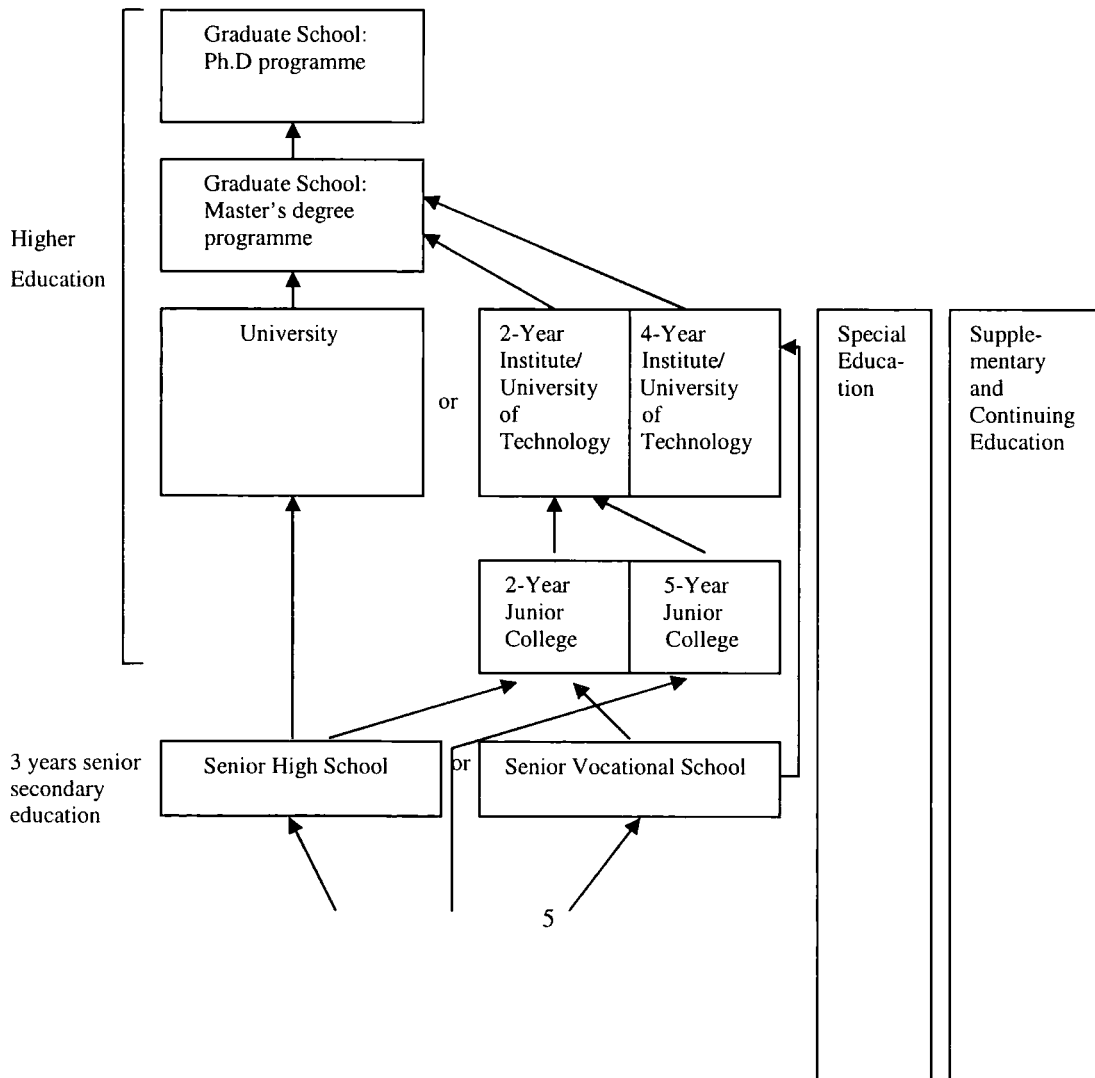 Graduate School:
Ph.D programme
Graduate School:
Master's degree
programme
Higher
Education
University
or
2-Year
Institute/
University
of
Technology
4-Year
Institute/
University
of
Technology
Special
Educa-
tion
Supple-
mentary
and
Continuing
Education
2-Year
Junior
College
5-Year
Junior
College
3 years senior
secondary
education
Senior High School
or
Senior Vocational School
5